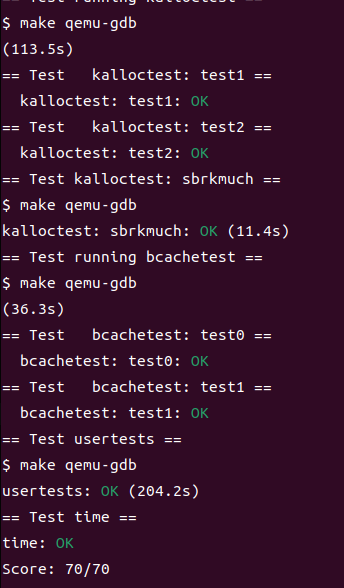 == Test running kalloctest ==
$ make qemu-gdb
(113.5s)
== Test   kalloctest: test1 ==
  kalloctest: test1: OK
== Test   kalloctest: test2 ==
  kalloctest: test2: OK
== Test kalloctest: sbrkmuch ==
$ make qemu-gdb
kalloctest: sbrkmuch: OK (11.4s)
== Test running bcachetest ==
$ make qemu-gdb
(36.3s)
== Test   bcachetest: test0 ==
  bcachetest: test0: OK
== Test   bcachetest: test1 ==
  bcachetest: test1: OK
== Test usertests ==
$ make qemu-gdb
usertests: OK (204.2s)
== Test time ==
time: OK
Score: 70/70